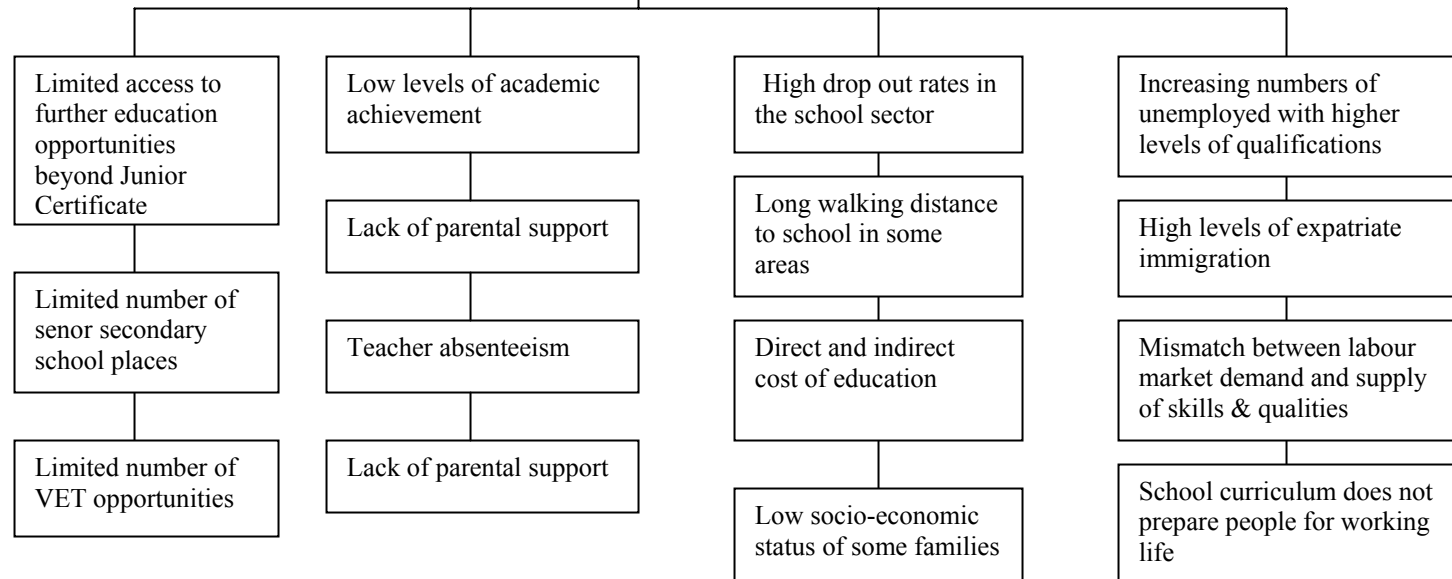 Limited access to
further education
opportunities
beyond Junior
Certificate
Limited number of
senor secondary
school places
Limited number of
VET opportunities
Low levels of academic
achievement
Lack of parental support
Teacher absenteeism
Lack of parental support
High drop out rates in
the school sector
Long walking distance
to school in some
areas
Direct and indirect
cost of education
Low socio-economic
status of some families
Increasing numbers of
unemployed with higher
levels of qualifications
High levels of expatriate
immigration
Mismatch between labour
market demand and supply
of skills & qualities
School curriculum does not
prepare people for working
life